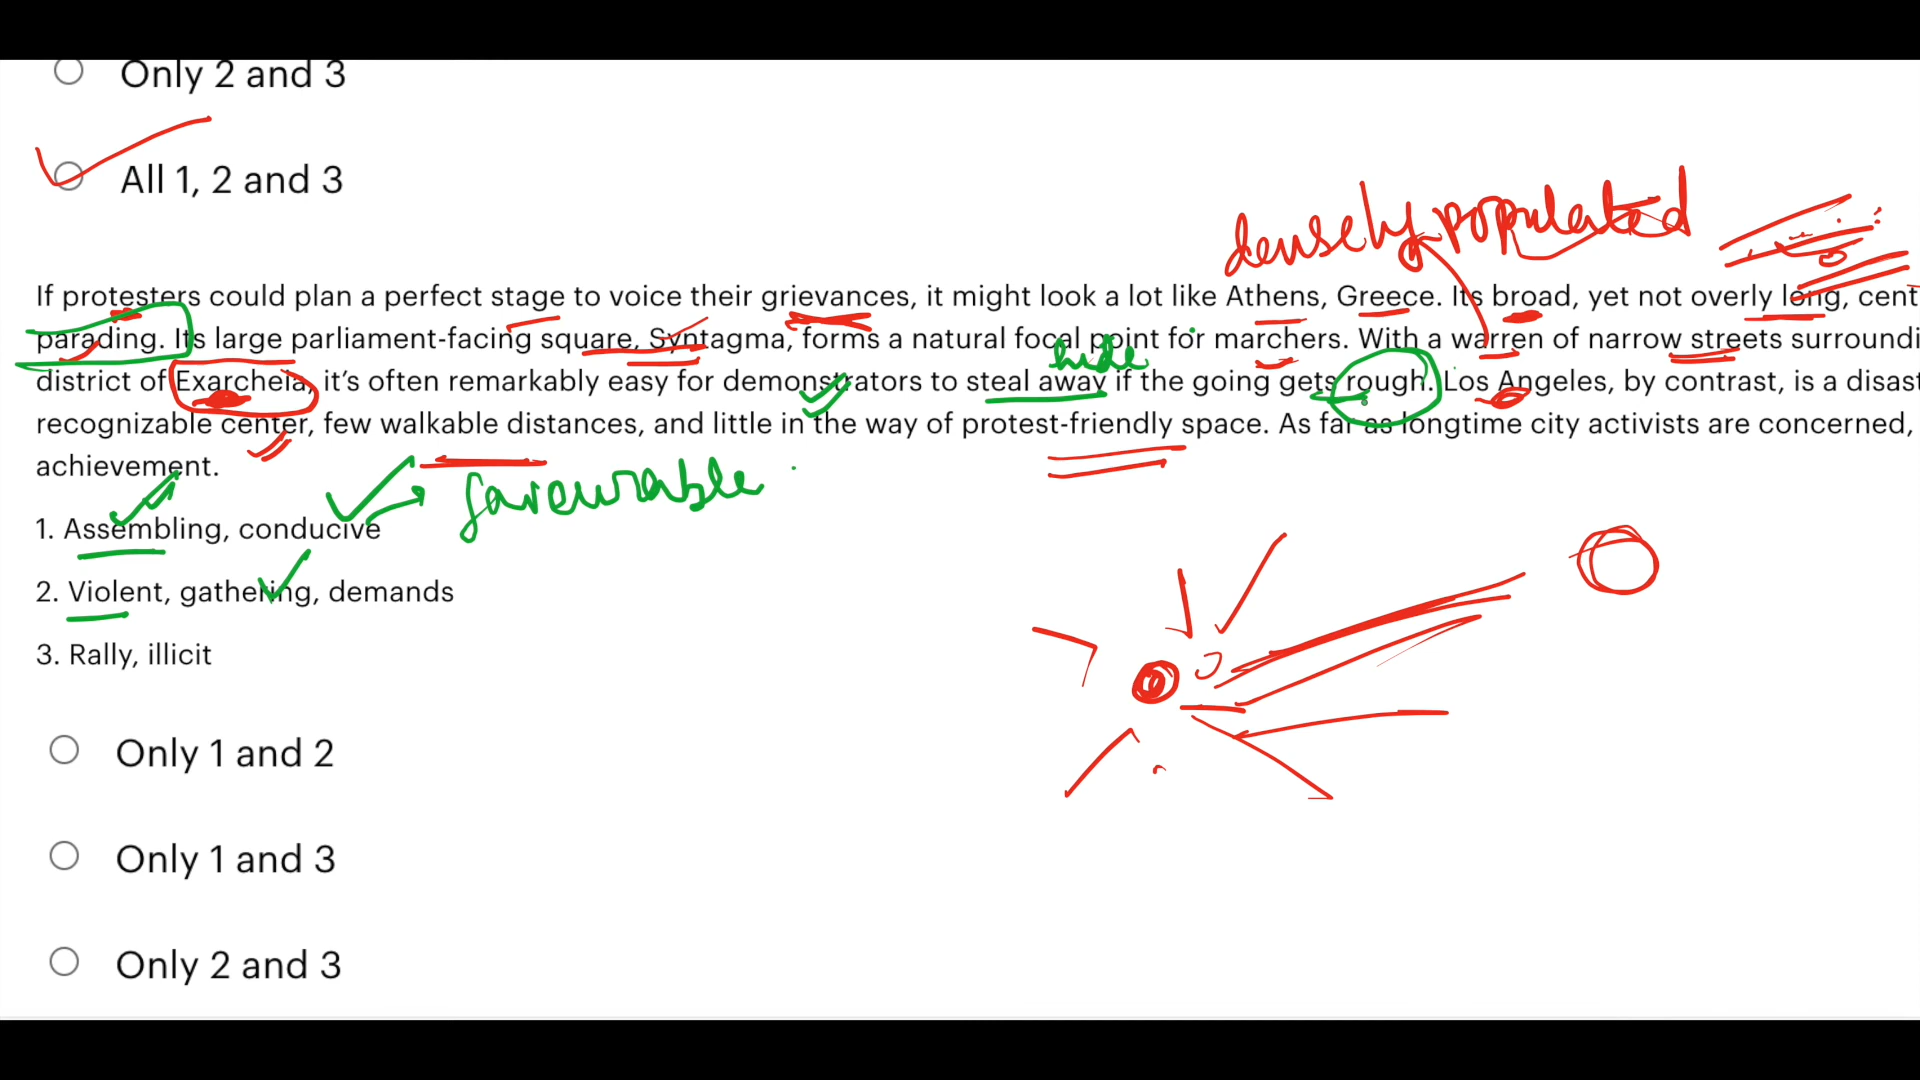 Only 2 and 3
All 1, 2 and 3
densely populated
If protesters could plan a perfect stage to voice their grievances, it might look a lot like Athens, Greece. Its broad, yet not overly long, cent
parading. Its large parliament-facing square, Syntagma, forms a natural focal point for marchers. With a warren of narrow streets surroundi
hide
district of Exarcheia, it's often remarkably easy for demonstrators to steal away if the going gets rough. Los Angeles, by contrast, is a disast
recognizable center, few walkable distances, and little in the way of protest-friendly space. As far as longtime city activists are concerned,
achievement.
favourable
1. Assembling, conducive
2. Violent, gathering, demands
3. Rally, illicit
Only 1 and 2
Only 1 and 3
Only 2 and 3